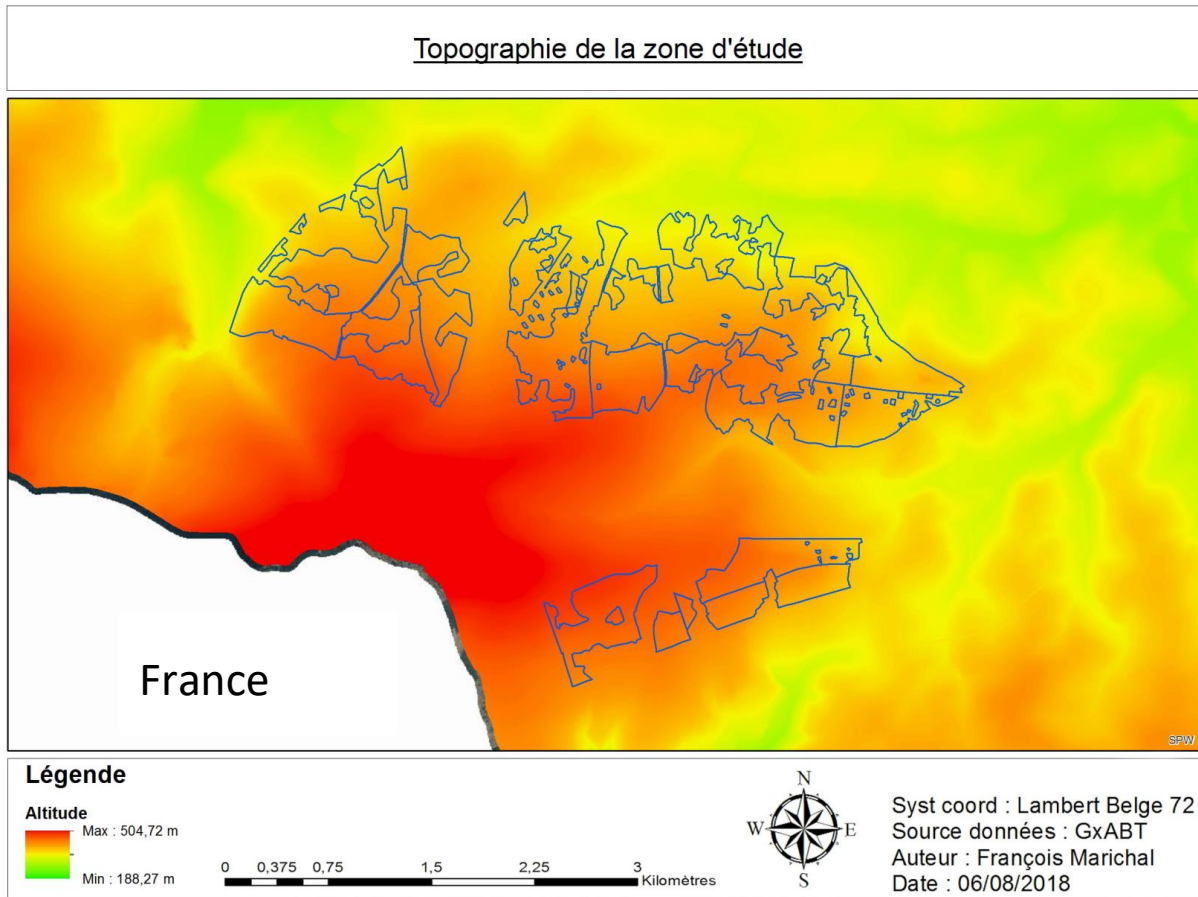 Topographie de la zone d'étude
France
SPW
Légende
Altitude
Max : 504,72 m
Min : 188,27 m
0 0,375 0,75 1,5 2,25 3
Kilomètres
N
W E
S
Syst coord : Lambert Belge 72
Source données : GxABT
Auteur : François Marichal
Date : 06/08/2018